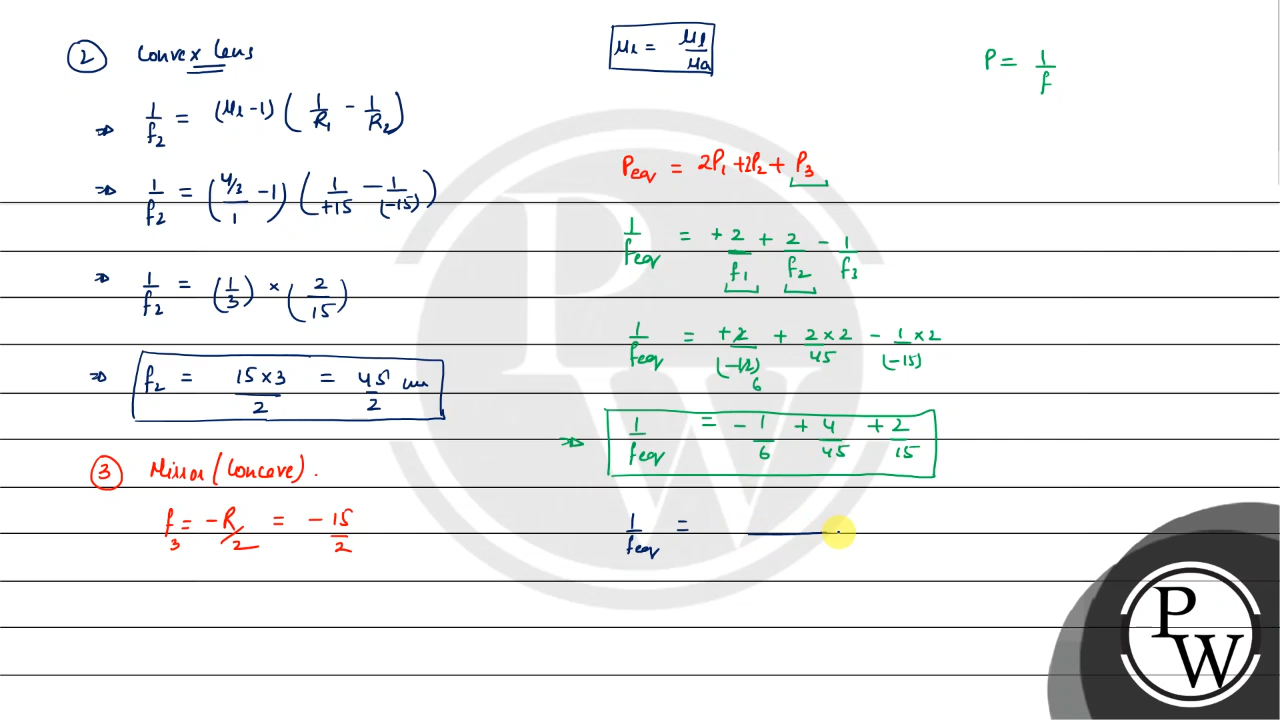 ② Convex lens
⇒ 1/f₂ = (μ₁ - 1) (1/R₁ - 1/R₂)
⇒ 1/f₂ = ((4/3)/1 - 1) (1/+15 - 1/(-15))
⇒ 1/f₂ = (1/3) × (2/15)
⇒ f₂ = 15×3/2 = 45/2 cm
③ Mirror (Concave).
f₃ = -R/2 = -15/2
μ₁ = μl/μa
Peq = 2P₁ + 2P₂ + P₃
1/feq = +2/f₁ + 2/f₂ - 1/f₃
1/feq = +2/(-12) 6 + 2×2/45 - 1×2/(-15)
⇒ 1/feq = -1/6 + 4/45 + 2/15
1/feq =
P = 1/f
P
W
P
W